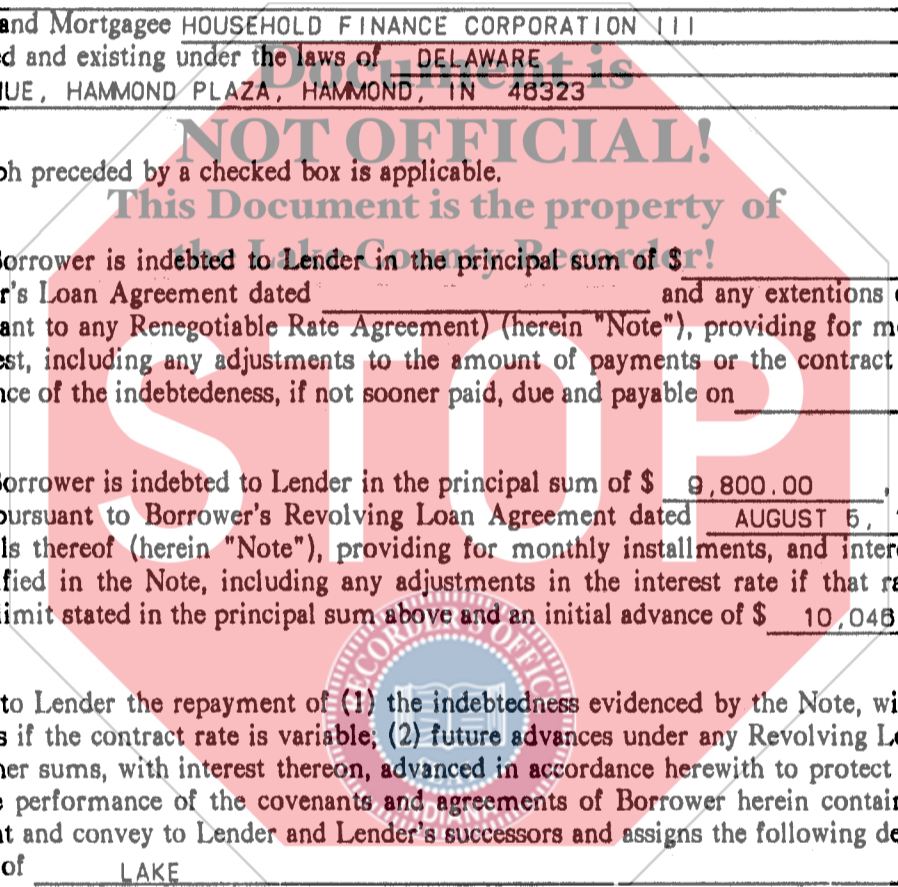 and Mortgagee HOUSEHOLD FINANCE CORPORATION III
d and existing under the laws of DELAWARE
UE, HAMMOND PLAZA, HAMMOND, IN 46323
Document is
NOT OFFICIAL!
ph preceded by a checked box is applicable.
This Document is the property of
the Lake County Recorder!
orrower is indebted to Lender in the principal sum of $
r's Loan Agreement dated and any extentions
ant to any Renegotiable Rate Agreement) (herein "Note"), providing for m
est, including any adjustments to the amount of payments or the contract
nce of the indebtedeness, if not sooner paid, due and payable on
STOP
orrower is indebted to Lender in the principal sum of $ 9,800.00 ,
pursuant to Borrower's Revolving Loan Agreement dated AUGUST 5,
ls thereof (herein "Note"), providing for monthly installments, and inter
fied in the Note, including any adjustments in the interest rate if that ra
imit stated in the principal sum above and an initial advance of $ 10,046
RECORDER'S OFFIC
to Lender the repayment of (1) the indebtedness evidenced by the Note, wi
s if the contract rate is variable; (2) future advances under any Revolving L
er sums, with interest thereon, advanced in accordance herewith to protect
e performance of the covenants and agreements of Borrower herein contai
nt and convey to Lender and Lender's successors and assigns the following de
of LAKE